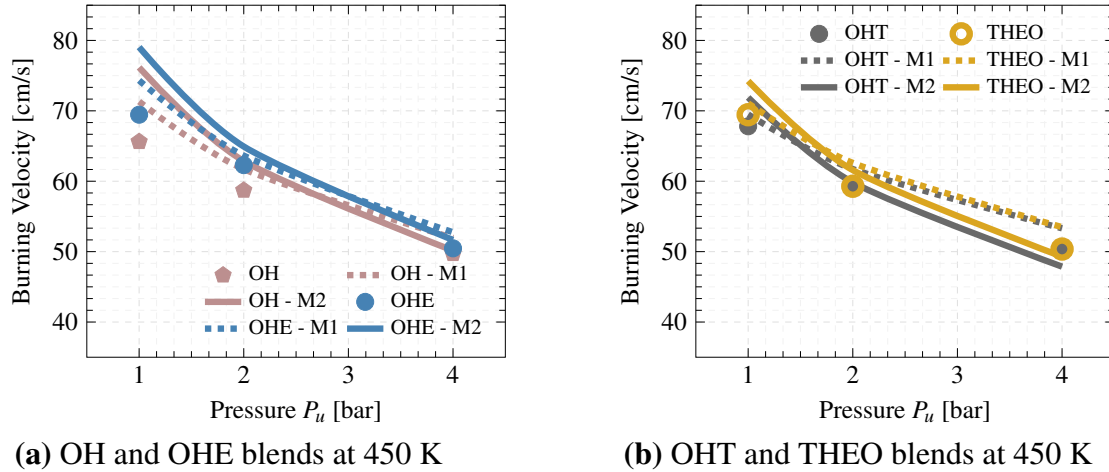 80
70
60
50
40
Burning Velocity [cm/s]
OH
OH - M1
OH - M2
OHE
OHE - M1
OHE - M2
1
2
3
4
Pressure P_u [bar]
(a) OH and OHE blends at 450 K
80
70
60
50
40
Burning Velocity [cm/s]
OHT
THEO
OHT - M1
THEO - M1
OHT - M2
THEO - M2
1
2
3
4
Pressure P_u [bar]
(b) OHT and THEO blends at 450 K